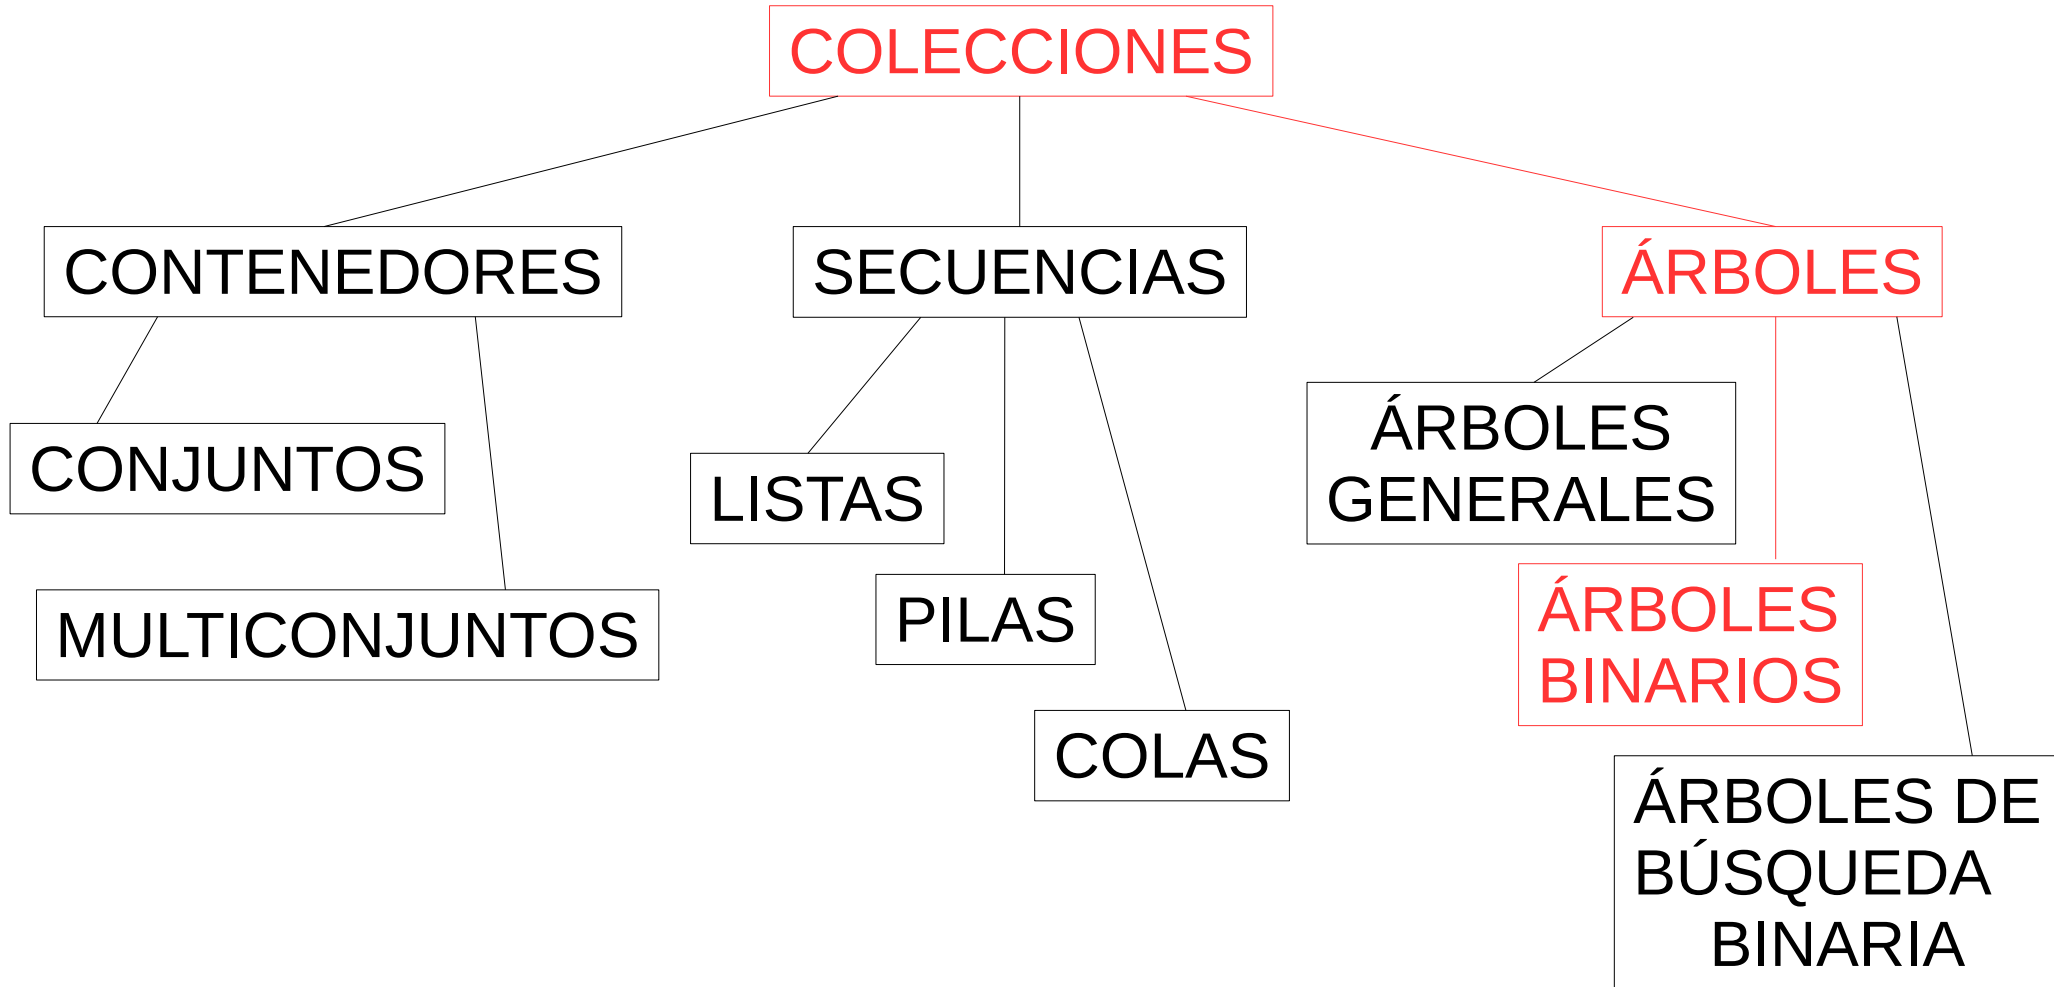 COLECCIONES
CONTENEDORES
SECUENCIAS
ÁRBOLES
CONJUNTOS
MULTICONJUNTOS
LISTAS
PILAS
COLAS
ÁRBOLES
GENERALES
ÁRBOLES
BINARIOS
ÁRBOLES DE
BÚSQUEDA
BINARIA